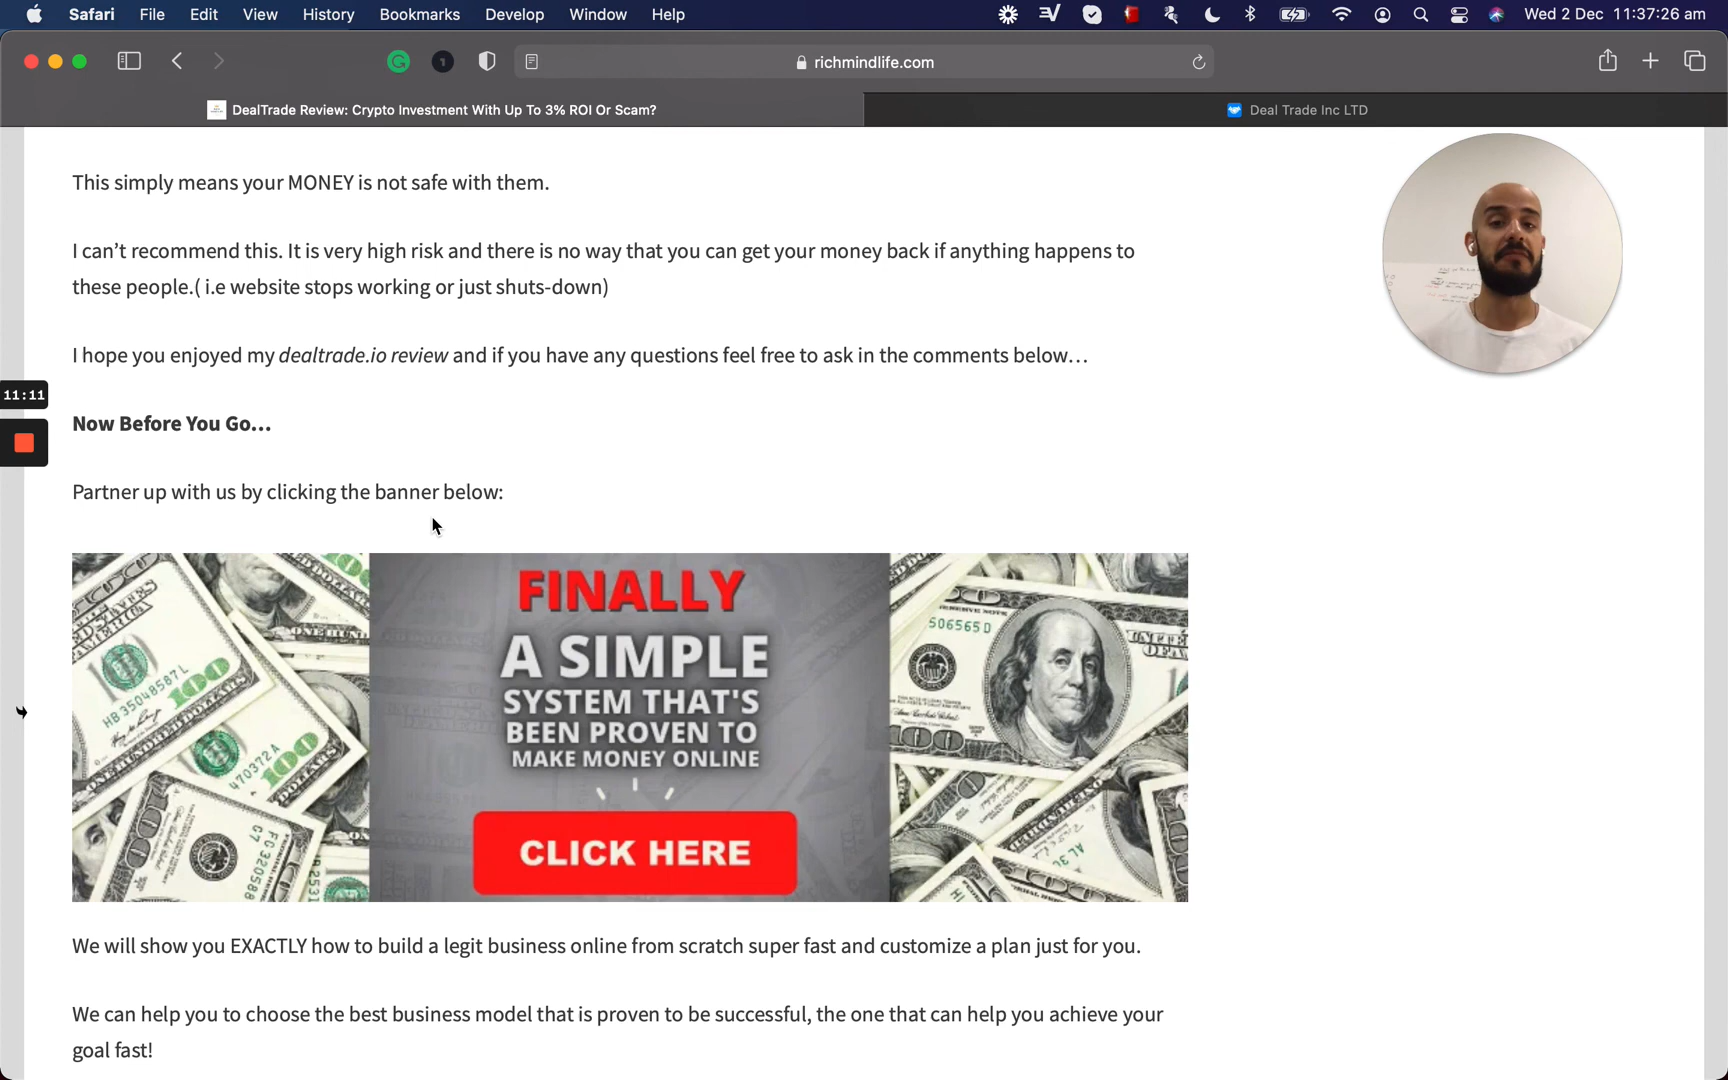 Safari File Edit View History Bookmarks Develop Window Help Wed 2 Dec 11:37:26 am
richmindlife.com
DealTrade Review: Crypto Investment With Up To 3% ROI Or Scam? Deal Trade Inc LTD
This simply means your MONEY is not safe with them.
I can’t recommend this. It is very high risk and there is no way that you can get your money back if anything happens to
these people.( i.e website stops working or just shuts-down)
I hope you enjoyed my dealtrade.io review and if you have any questions feel free to ask in the comments below…
11:11
Now Before You Go…
Partner up with us by clicking the banner below:
FINALLY
A SIMPLE
SYSTEM THAT'S
BEEN PROVEN TO
MAKE MONEY ONLINE
CLICK HERE
HB35048587L
100
470372A
100
506565D
100
We will show you EXACTLY how to build a legit business online from scratch super fast and customize a plan just for you.
We can help you to choose the best business model that is proven to be successful, the one that can help you achieve your
goal fast!